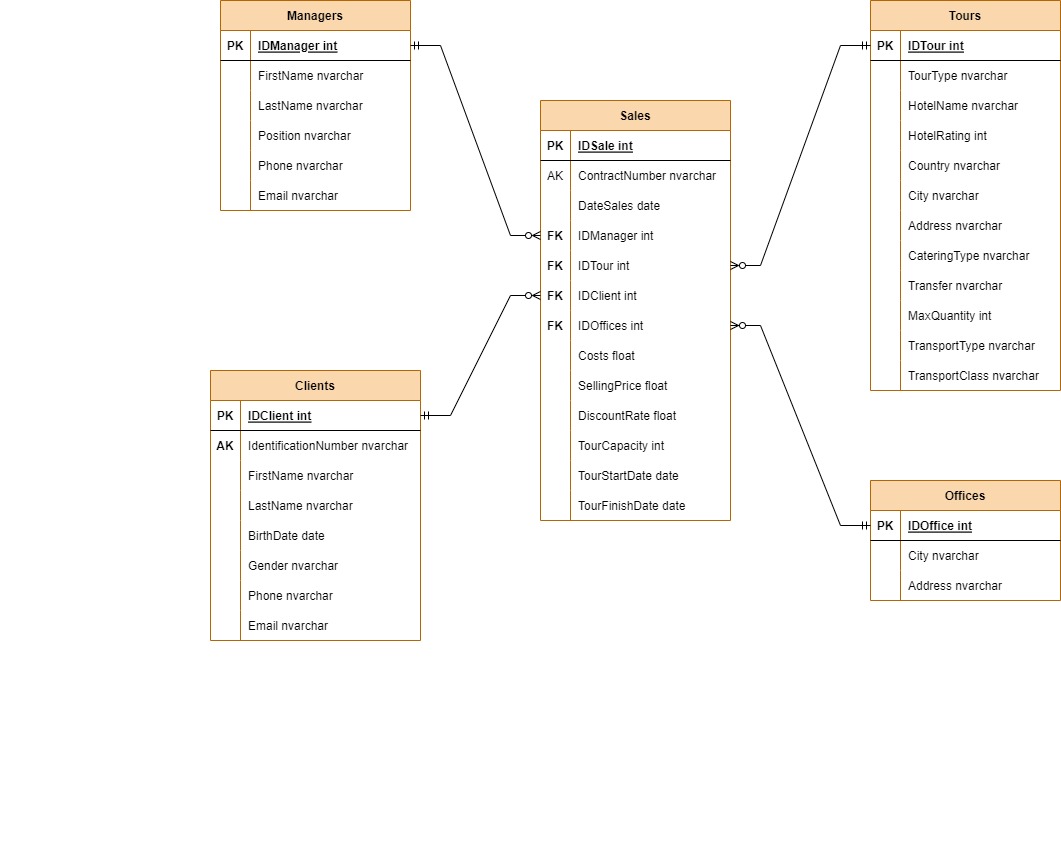 Managers
PK IDManager int
FirstName nvarchar
LastName nvarchar
Position nvarchar
Phone nvarchar
Email nvarchar
Clients
PK IDClient int
AK IdentificationNumber nvarchar
FirstName nvarchar
LastName nvarchar
BirthDate date
Gender nvarchar
Phone nvarchar
Email nvarchar
Sales
PK IDSale int
AK ContractNumber nvarchar
DateSales date
FK IDManager int
FK IDTour int
FK IDClient int
FK IDOffices int
Costs float
SellingPrice float
DiscountRate float
TourCapacity int
TourStartDate date
TourFinishDate date
Tours
PK IDTour int
TourType nvarchar
HotelName nvarchar
HotelRating int
Country nvarchar
City nvarchar
Address nvarchar
CateringType nvarchar
Transfer nvarchar
MaxQuantity int
TransportType nvarchar
TransportClass nvarchar
Offices
PK IDOffice int
City nvarchar
Address nvarchar